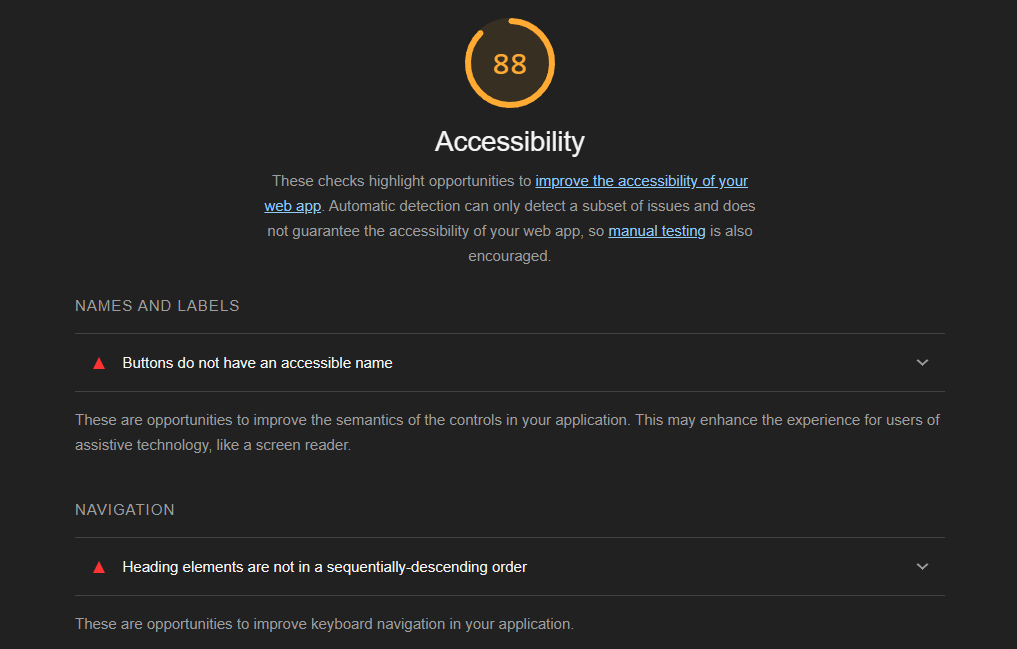 88
Accessibility
These checks highlight opportunities to improve the accessibility of your
web app. Automatic detection can only detect a subset of issues and does
not guarantee the accessibility of your web app, so manual testing is also
encouraged.
NAMES AND LABELS
Buttons do not have an accessible name
These are opportunities to improve the semantics of the controls in your application. This may enhance the experience for users of
assistive technology, like a screen reader.
NAVIGATION
Heading elements are not in a sequentially-descending order
These are opportunities to improve keyboard navigation in your application.